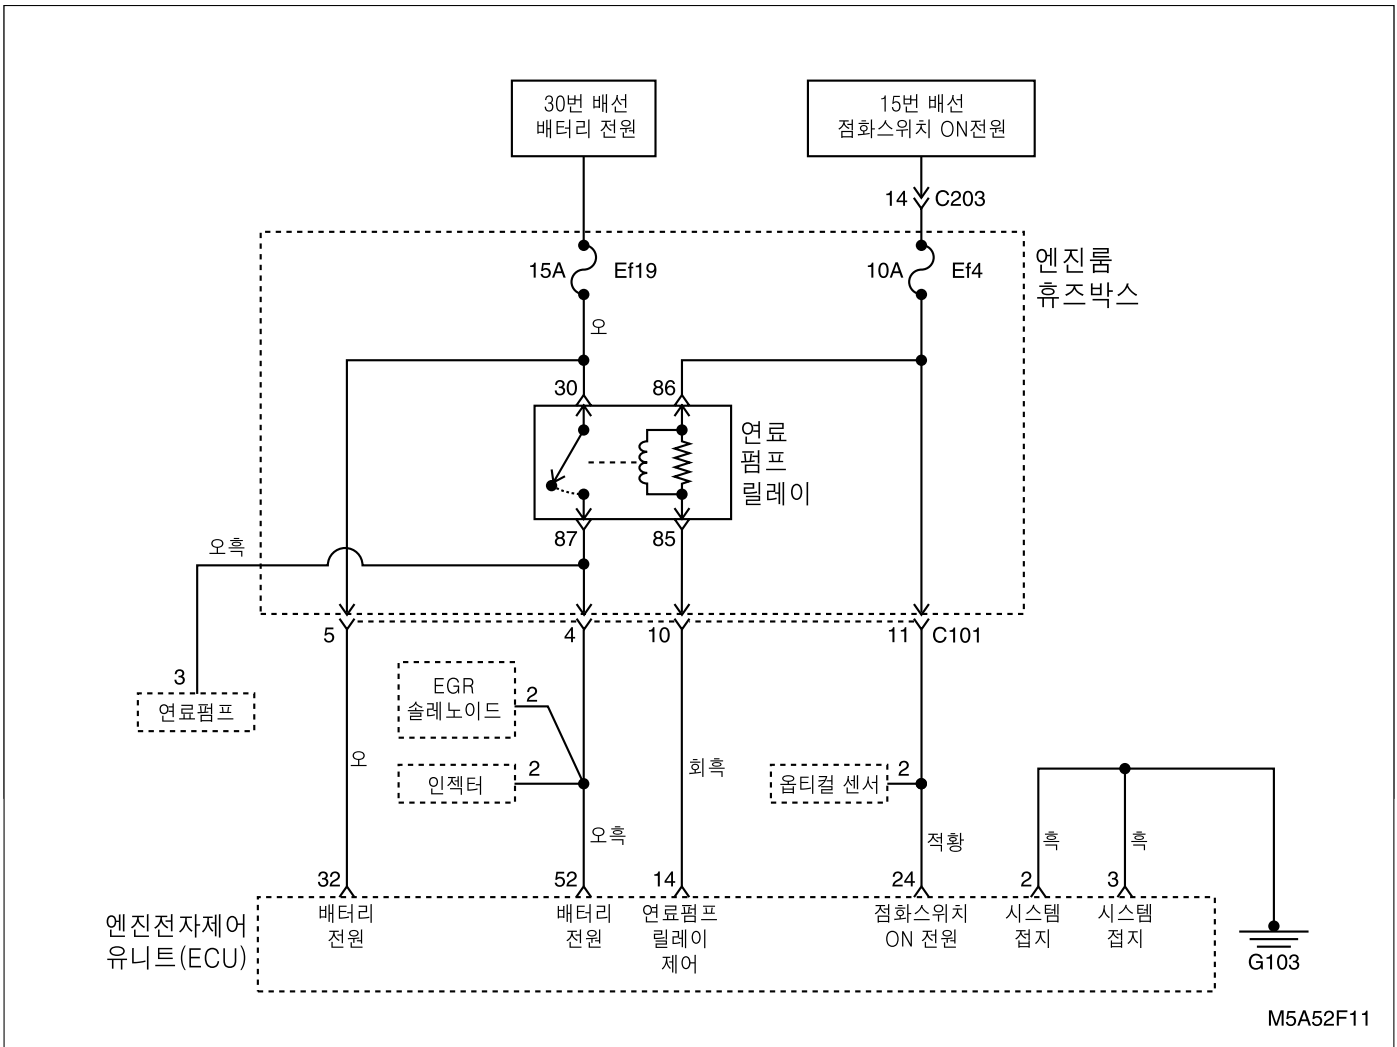 30번 배선
배터리 전원
15번 배선
점화스위치 ON전원
14 C203
15A Ef19
10A Ef4
엔진룸
휴즈박스
오
30 86
연료
펌프
릴레이
87 85
오흑
5 4 10 11 C101
3
연료펌프
EGR
솔레노이드
2
인젝터
2
오
회흑
옵티컬 센서
2
오흑
적황
흑
흑
32 52 14 24 2 3
엔진전자제어
유니트(ECU)
배터리
전원
배터리
전원
연료펌프
릴레이
제어
점화스위치
ON 전원
시스템
접지
시스템
접지
G103
M5A52F11